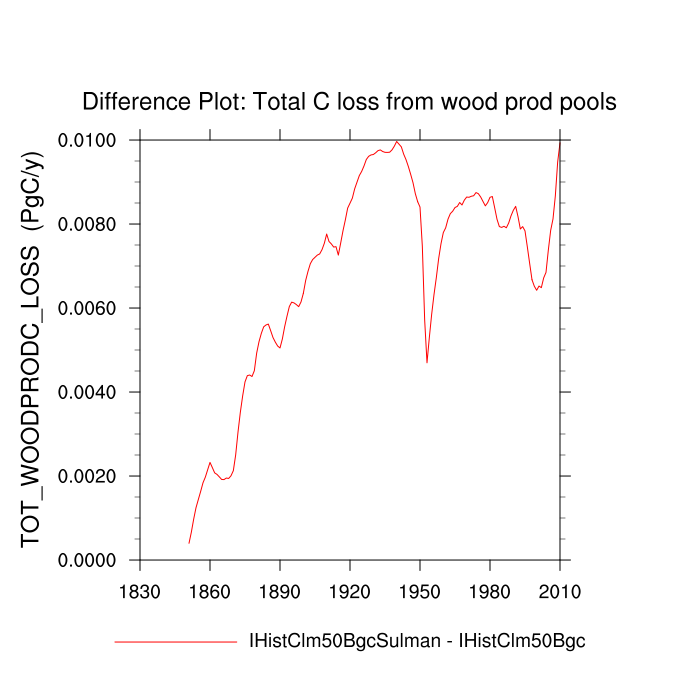 Difference Plot: Total C loss from wood prod pools
TOT_WOODPRODC_LOSS (PgC/y)
0.0100
0.0080
0.0060
0.0040
0.0020
0.0000
1830 1860 1890 1920 1950 1980 2010
IHistClm50BgcSulman - IHistClm50Bgc